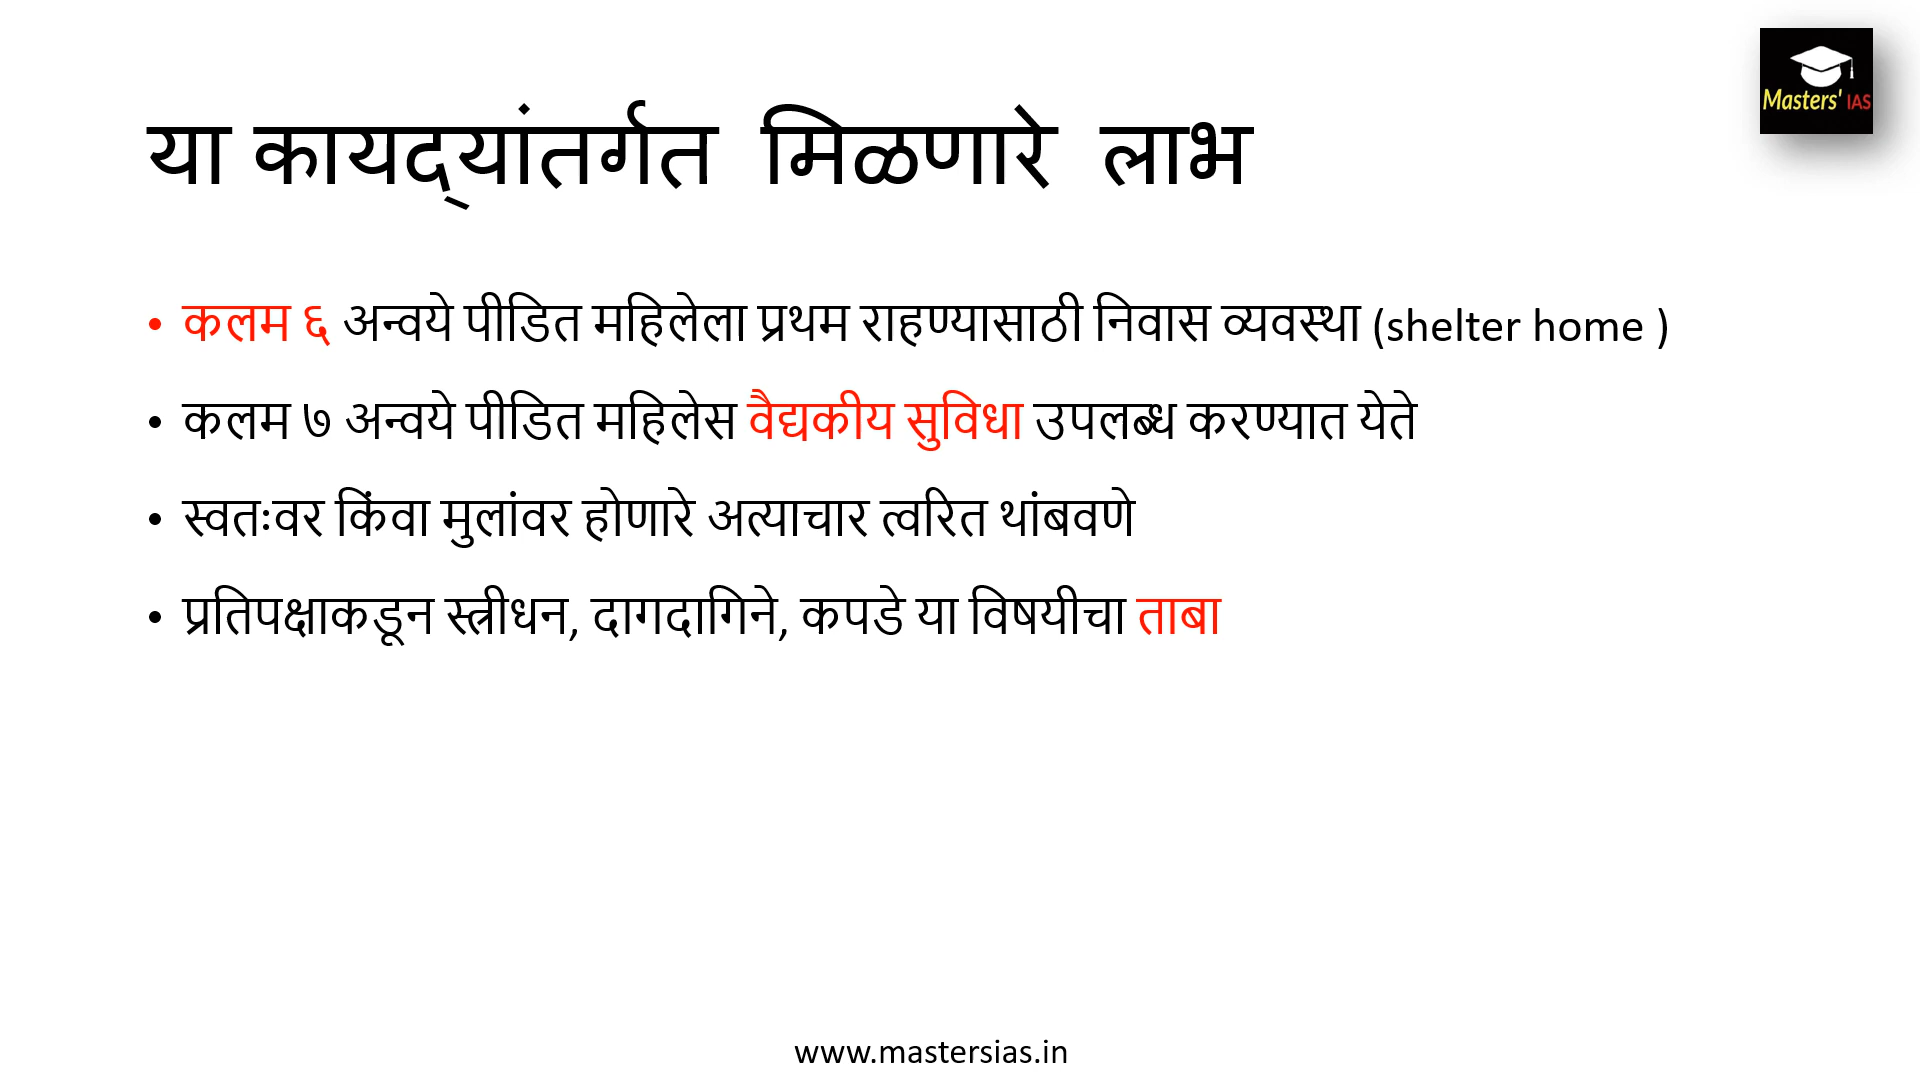 Masters' IAS
या कायद्यांतर्गत मिळणारे लाभ
• कलम ६ अन्वये पीडित महिलेला प्रथम राहण्यासाठी निवास व्यवस्था (shelter home )
• कलम ७ अन्वये पीडित महिलेस वैद्यकीय सुविधा उपलब्ध करण्यात येते
• स्वतःवर किंवा मुलांवर होणारे अत्याचार त्वरित थांबवणे
• प्रतिपक्षाकडून स्त्रीधन, दागदागिने, कपडे या विषयीचा ताबा
www.mastersias.in